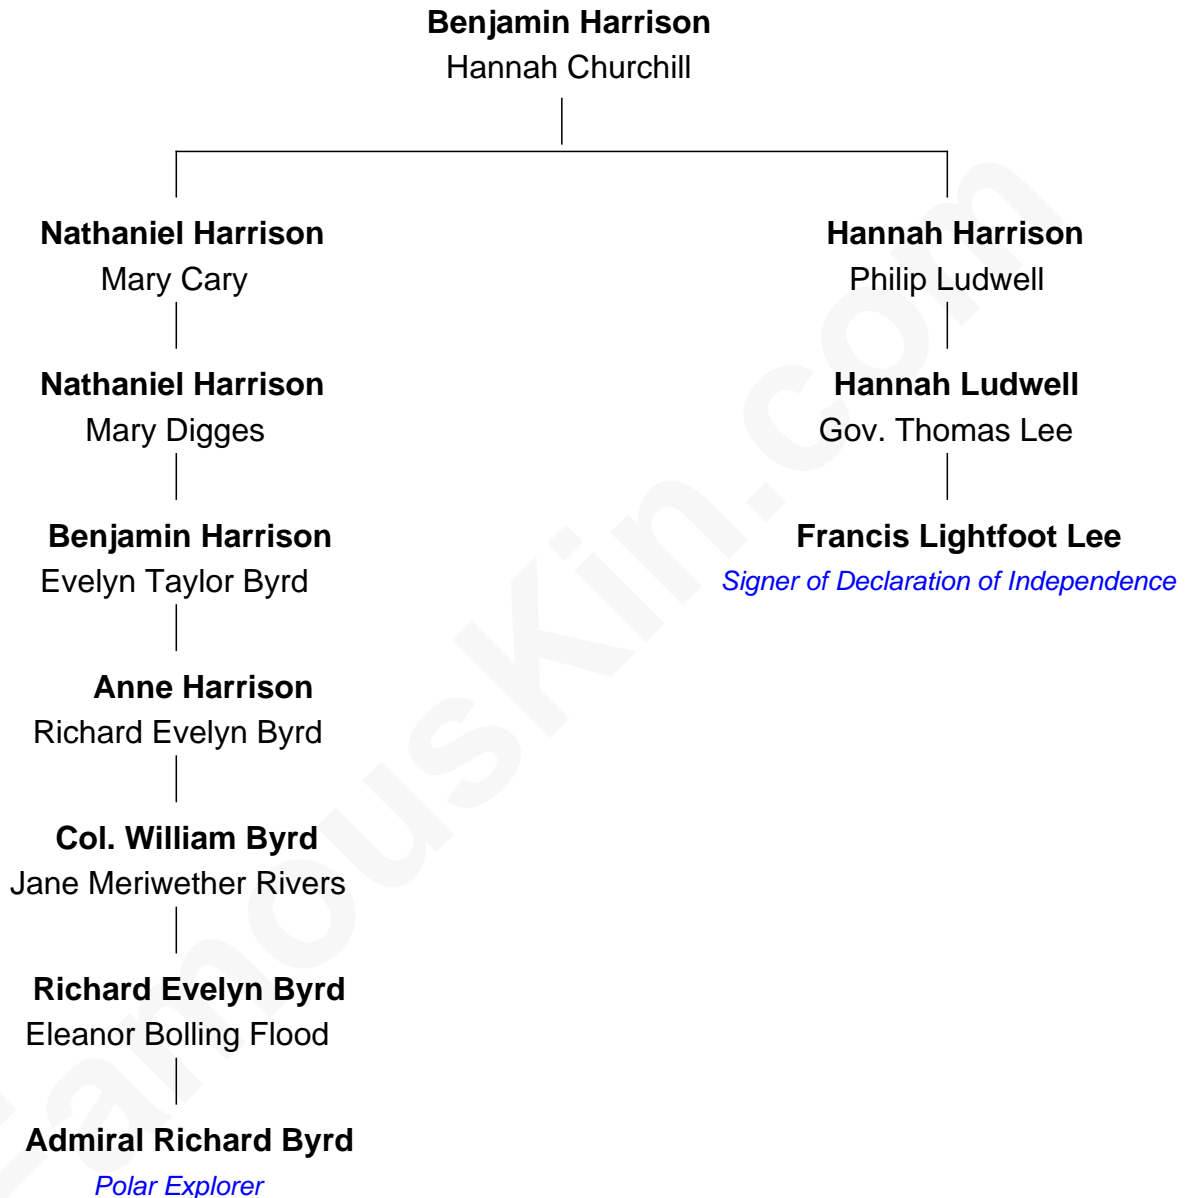 Benjamin Harrison
Hannah Churchill
Nathaniel Harrison
Mary Cary
Hannah Harrison
Philip Ludwell
Nathaniel Harrison
Mary Digges
Hannah Ludwell
Gov. Thomas Lee
Benjamin Harrison
Evelyn Taylor Byrd
Francis Lightfoot Lee
Signer of Declaration of Independence
Anne Harrison
Richard Evelyn Byrd
Col. William Byrd
Jane Meriwether Rivers
Richard Evelyn Byrd
Eleanor Bolling Flood
Admiral Richard Byrd
Polar Explorer
FamousKin.com